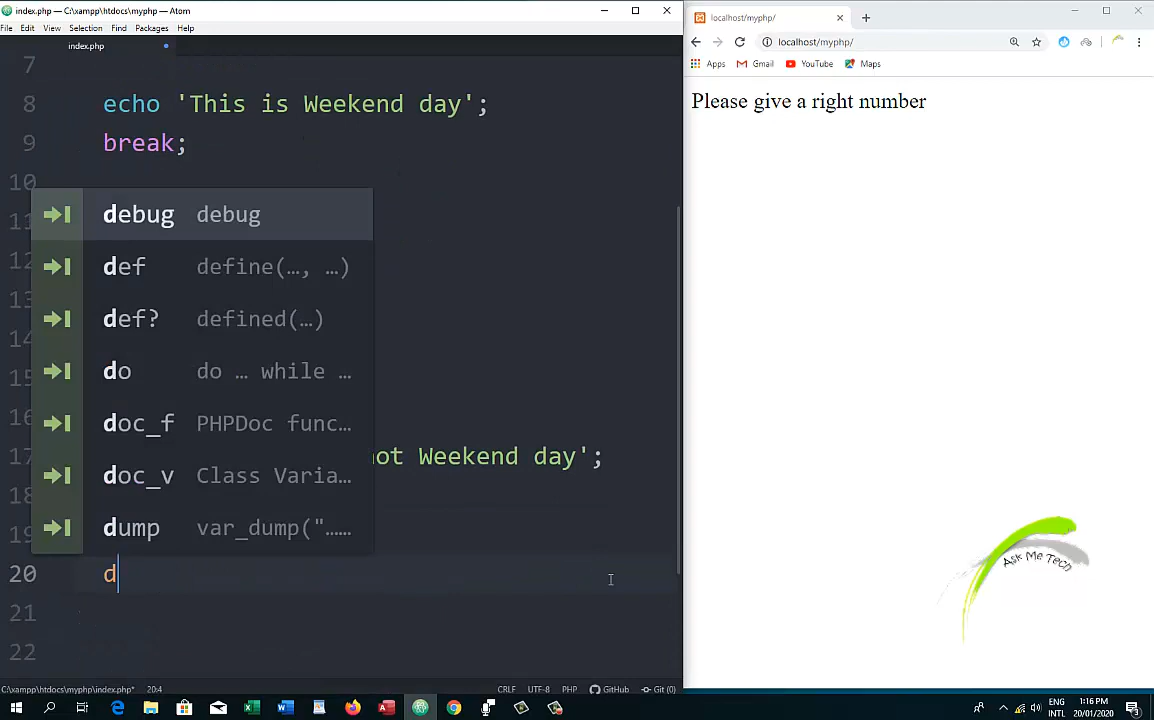 index.php — C:\xampp\htdocs\myphp — Atom
File Edit View Selection Find Packages Help
index.php
7
8 echo 'This is Weekend day';
9 break;
10
debug debug
def define(…, …)
def? defined(…)
do do … while …
doc_f PHPDoc func…
17 not Weekend day';
doc_v Class Varia…
dump var_dump("……
20 d
21
22
C:\xampp\htdocs\myphp\index.php* 20:4 CRLF UTF-8 PHP GitHub Git (0)
localhost/myphp/
localhost/myphp/
Apps Gmail YouTube Maps
Please give a right number
Ask Me Tech
ENG
INTL
1:16 PM
20/01/2020
3